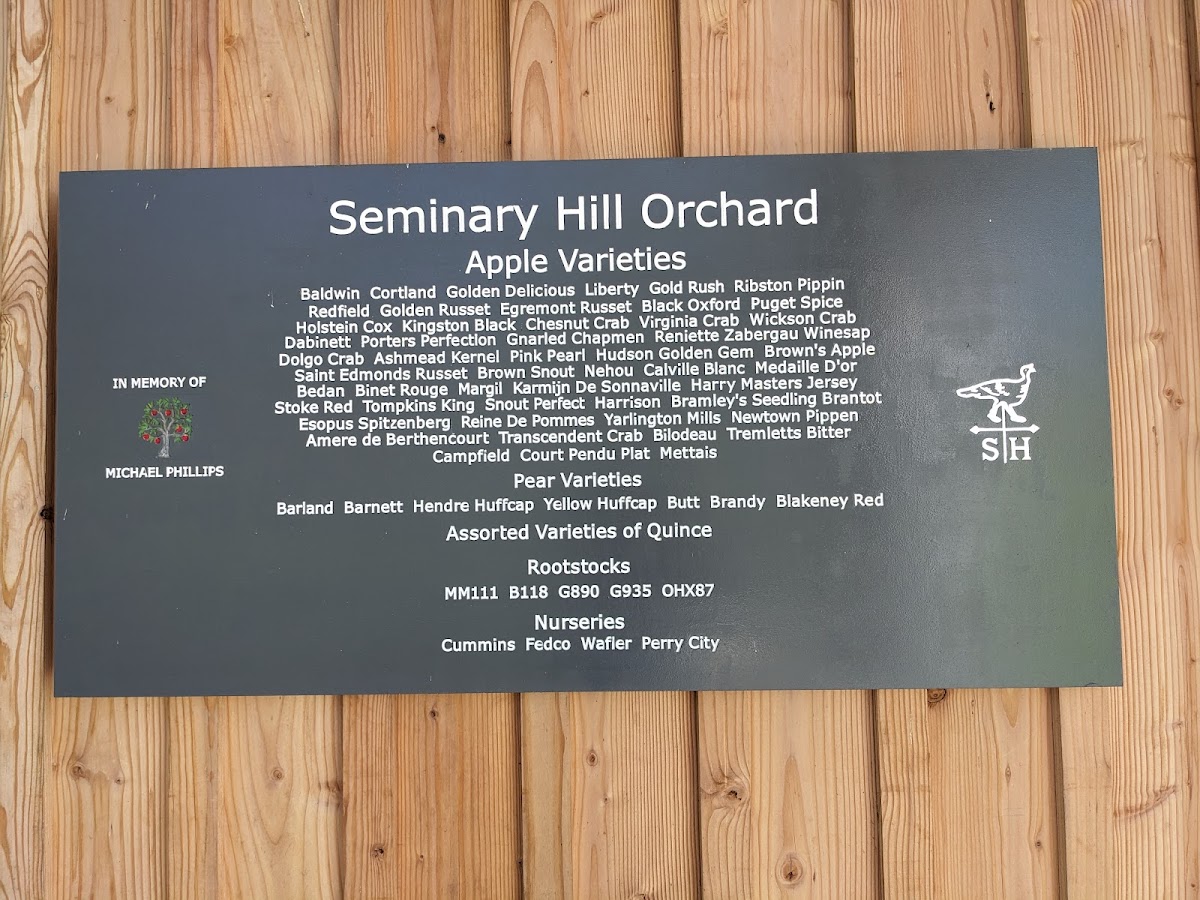 Seminary Hill Orchard
Apple Varieties
Baldwin Cortland Golden Delicious Liberty Gold Rush Ribston Pippin
Redfield Golden Russet Egremont Russet Black Oxford Puget Spice
Holstein Cox Kingston Black Chesnut Crab Virginia Crab Wickson Crab
Dabinett Porters Perfection Gnarled Chapmen Reniette Zabergau Winesap
Dolgo Crab Ashmead Kernel Pink Pearl Hudson Golden Gem Brown's Apple
Saint Edmonds Russet Brown Snout Nehou Calville Blanc Medaille D'or
Bedan Binet Rouge Margil Karmijn De Sonnaville Harry Masters Jersey
Stoke Red Tompkins King Snout Perfect Harrison Bramley's Seedling Brantot
Esopus Spitzenberg Reine De Pommes Yarlington Mills Newtown Pippen
Amere de Berthencourt Transcendent Crab Bilodeau Tremletts Bitter
Campfield Court Pendu Plat Mettais
Pear Varieties
Barland Barnett Hendre Huffcap Yellow Huffcap Butt Brandy Blakeney Red
Assorted Varieties of Quince
Rootstocks
MM111 B118 G890 G935 OHX87
Nurseries
Cummins Fedco Wafler Perry City
IN MEMORY OF
MICHAEL PHILLIPS
S H